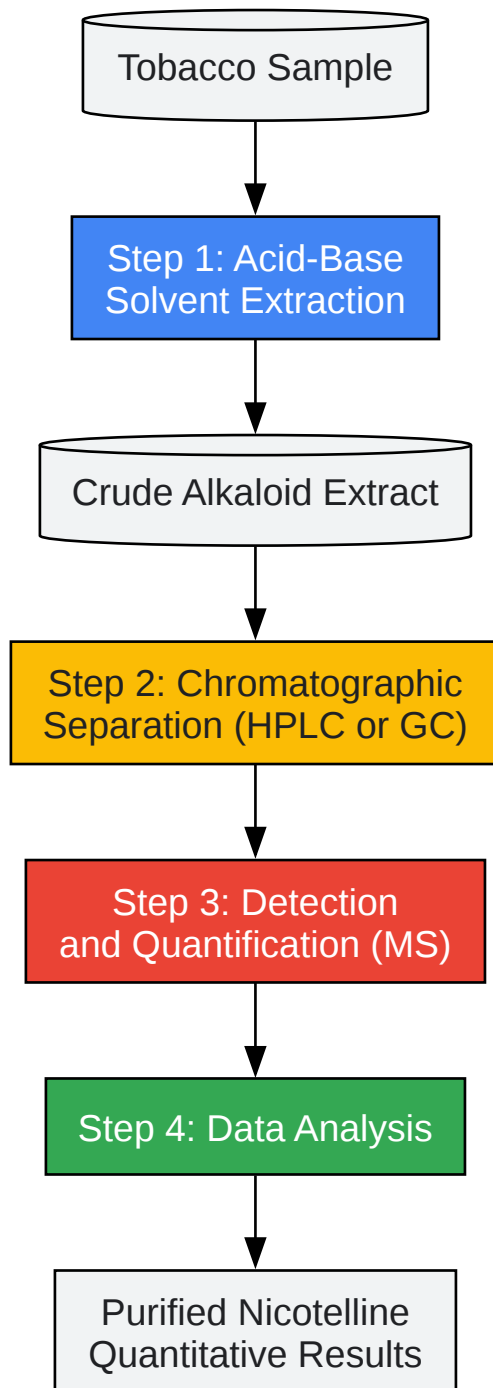 Tobacco Sample
Step 1: Acid-Base
Solvent Extraction
Crude Alkaloid Extract
Step 2: Chromatographic
Separation (HPLC or GC)
Step 3: Detection
and Quantification (MS)
Step 4: Data Analysis
Purified Nicotelline
Quantitative Results